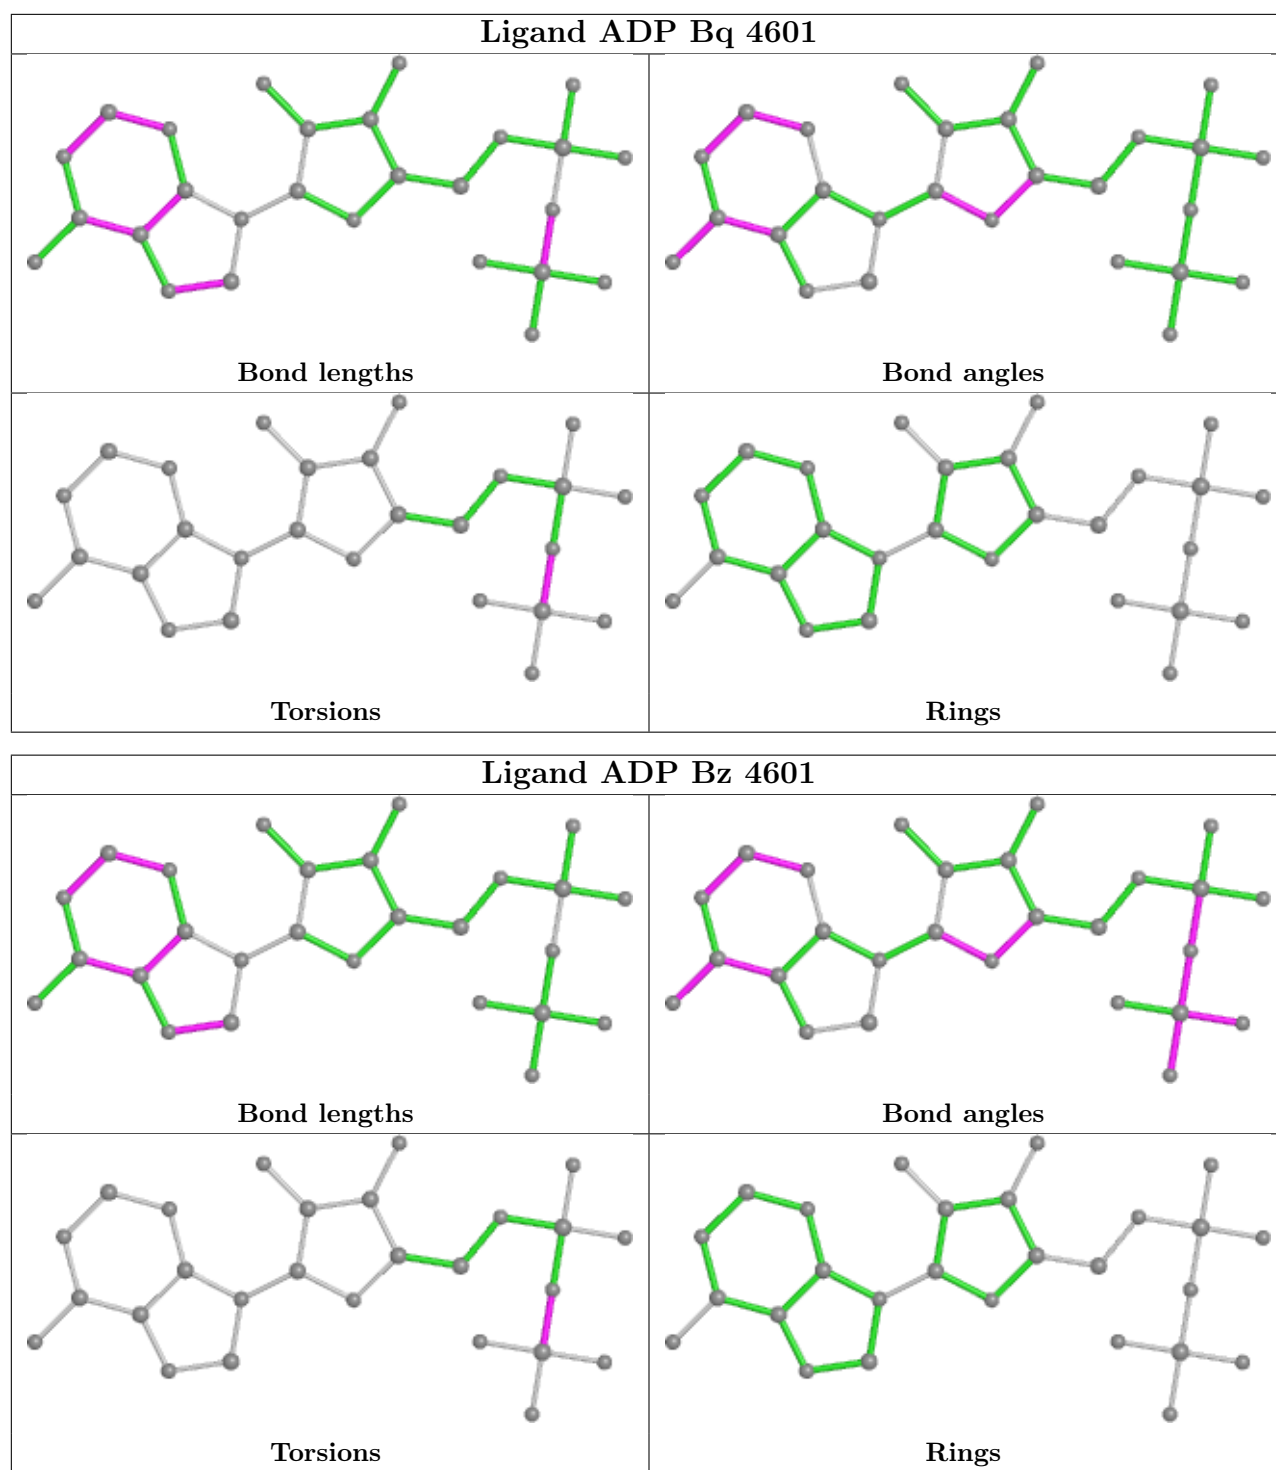 Ligand ADP Bq 4601
Bond lengths
Bond angles
Torsions
Rings
Ligand ADP Bz 4601
Bond lengths
Bond angles
Torsions
Rings